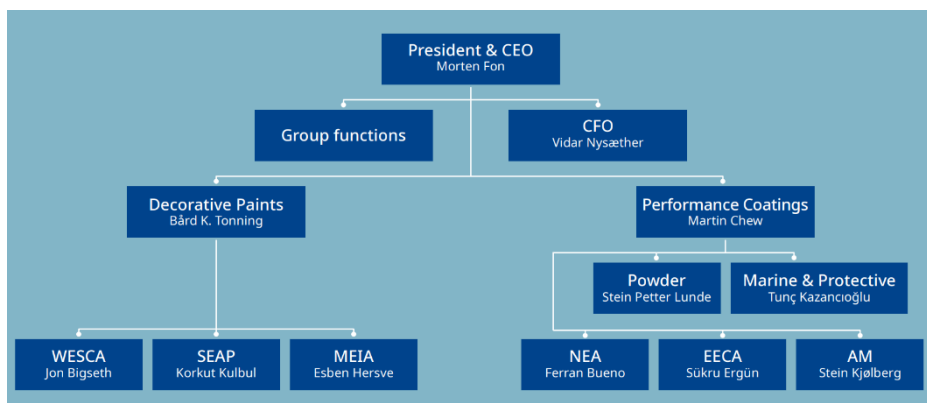 President & CEO
Morten Fon
Group functions
CFO
Vidar Nysæther
Decorative Paints
Bård K. Tonning
Performance Coatings
Martin Chew
Powder
Stein Petter Lunde
Marine & Protective
Tunç Kazancıoğlu
WESCA
Jon Bigseth
SEAP
Korkut Kulbul
MEIA
Esben Hersve
NEA
Ferran Bueno
EECA
Sükru Ergün
AM
Stein Kjølberg